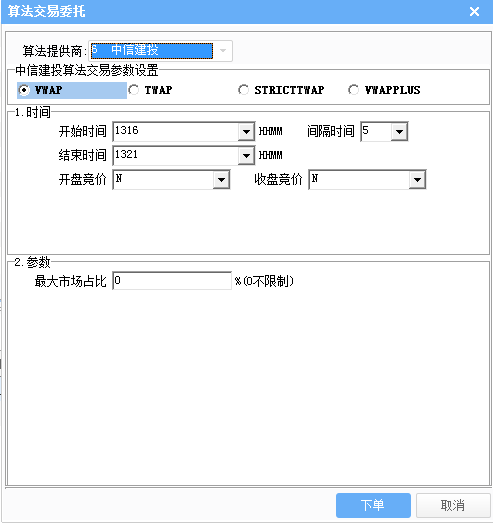 算法交易委托
算法提供商: 6 中信建投
中信建投算法交易参数设置
VWAP TWAP STRICTTWAP VWAPPLUS
1.时间
开始时间 1316 HHMM 间隔时间 5
结束时间 1321 HHMM
开盘竞价 N 收盘竞价 N
2.参数
最大市场占比 0 %(0不限制)
下单 取消